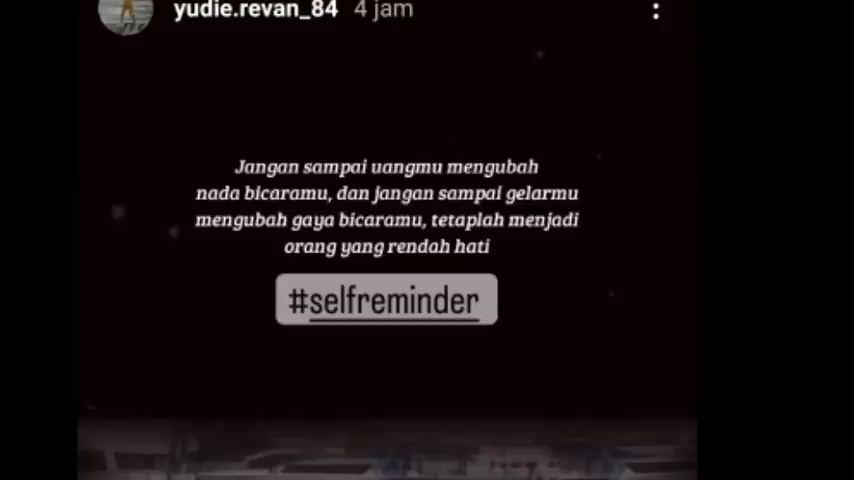 yudie.revan_84 4 jam
Jangan sampai uangmu mengubah
nada bicaramu, dan jangan sampai gelarmu
mengubah gaya bicaramu, tetaplah menjadi
orang yang rendah hati
#selfreminder